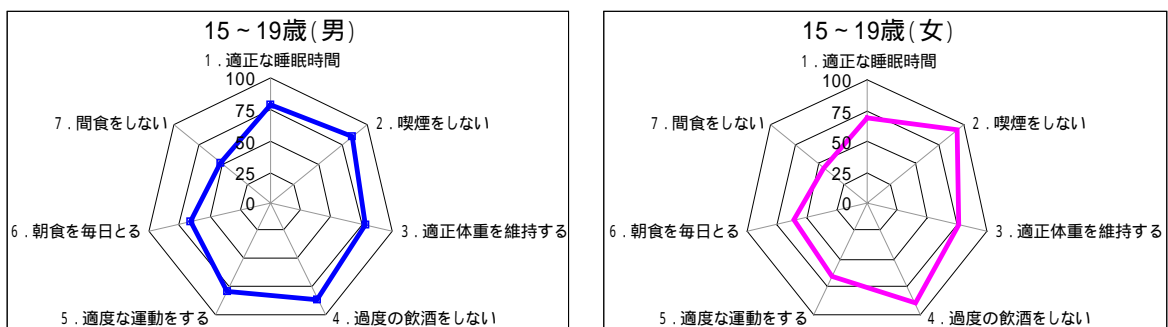 15~19歳(男)
1.適正な睡眠時間
100
75
50
25
0
2.喫煙をしない
3.適正体重を維持する
4.過度の飲酒をしない
5.適度な運動をする
6.朝食を毎日とる
7.間食をしない
15~19歳(女)
1.適正な睡眠時間
100
75
50
25
0
2.喫煙をしない
3.適正体重を維持する
4.過度の飲酒をしない
5.適度な運動をする
6.朝食を毎日とる
7.間食をしない